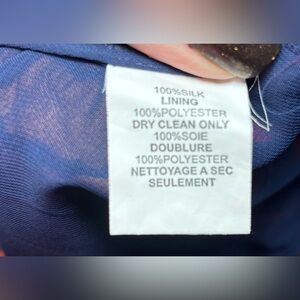 100%SILK
LINING
100%POLYESTER
DRY CLEAN ONLY
100%SOIE
DOUBLURE
100%POLYESTER
NETTOYAGE A SEC
SEULEMENT